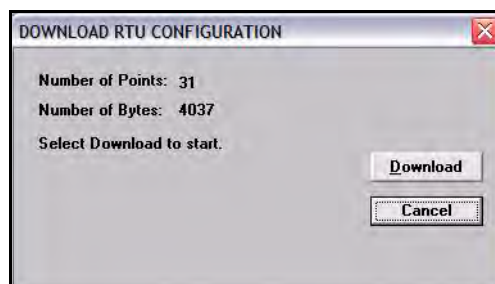 DOWNLOAD RTU CONFIGURATION
Number of Points: 31
Number of Bytes: 4037
Select Download to start.
Download
Cancel